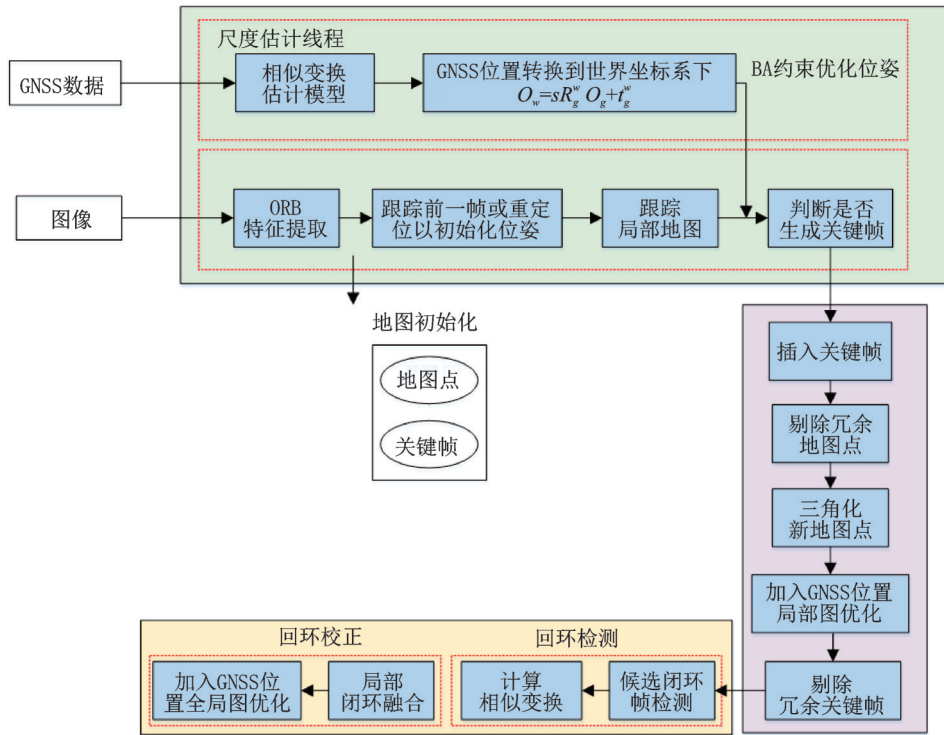 尺度估计线程
GNSS数据
相似变换
估计模型
GNSS位置转换到世界坐标系下
O_w=sR_g^w O_g+t_g^w
BA约束优化位姿
图像
ORB
特征提取
跟踪前一帧或重定
位以初始化位姿
跟踪
局部地图
判断是否
生成关键帧
地图初始化
地图点
关键帧
插入关键帧
剔除冗余
地图点
三角化
新地图点
加入GNSS位置
局部图优化
剔除
冗余关键帧
回环校正
回环检测
加入GNSS位
置全局图优化
局部
闭环融合
计算
相似变换
候选闭环
帧检测